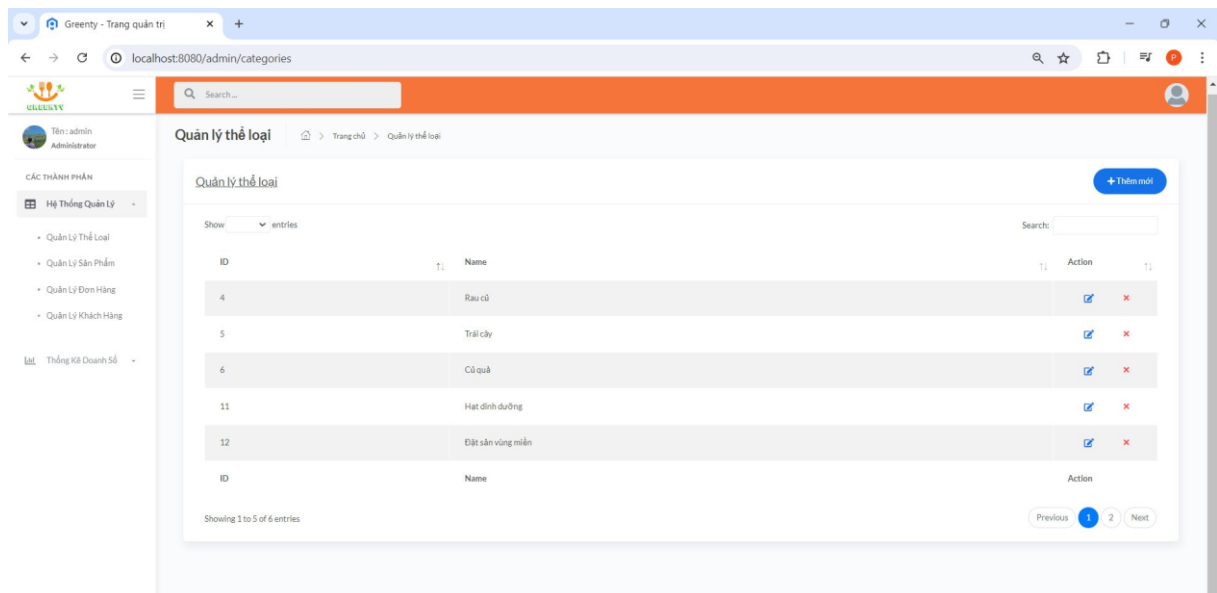 Greenty - Trang quản trị
localhost:8080/admin/categories
P
GREENTY
Search...
Tên : admin
Administrator
Quản lý thể loại
Trang chủ > Quản lý thể loại
CÁC THÀNH PHẦN
Hệ Thống Quản Lý
Quản Lý Thể Loại
Quản Lý Sản Phẩm
Quản Lý Đơn Hàng
Quản Lý Khách Hàng
Thống Kê Doanh Số
Quản lý thể loại
+ Thêm mới
Show entries
Search:
ID Name Action
4 Rau củ
5 Trái cây
6 Củ quả
11 Hạt dinh dưỡng
12 Đặt sản vùng miền
ID Name Action
Showing 1 to 5 of 6 entries
Previous 1 2 Next